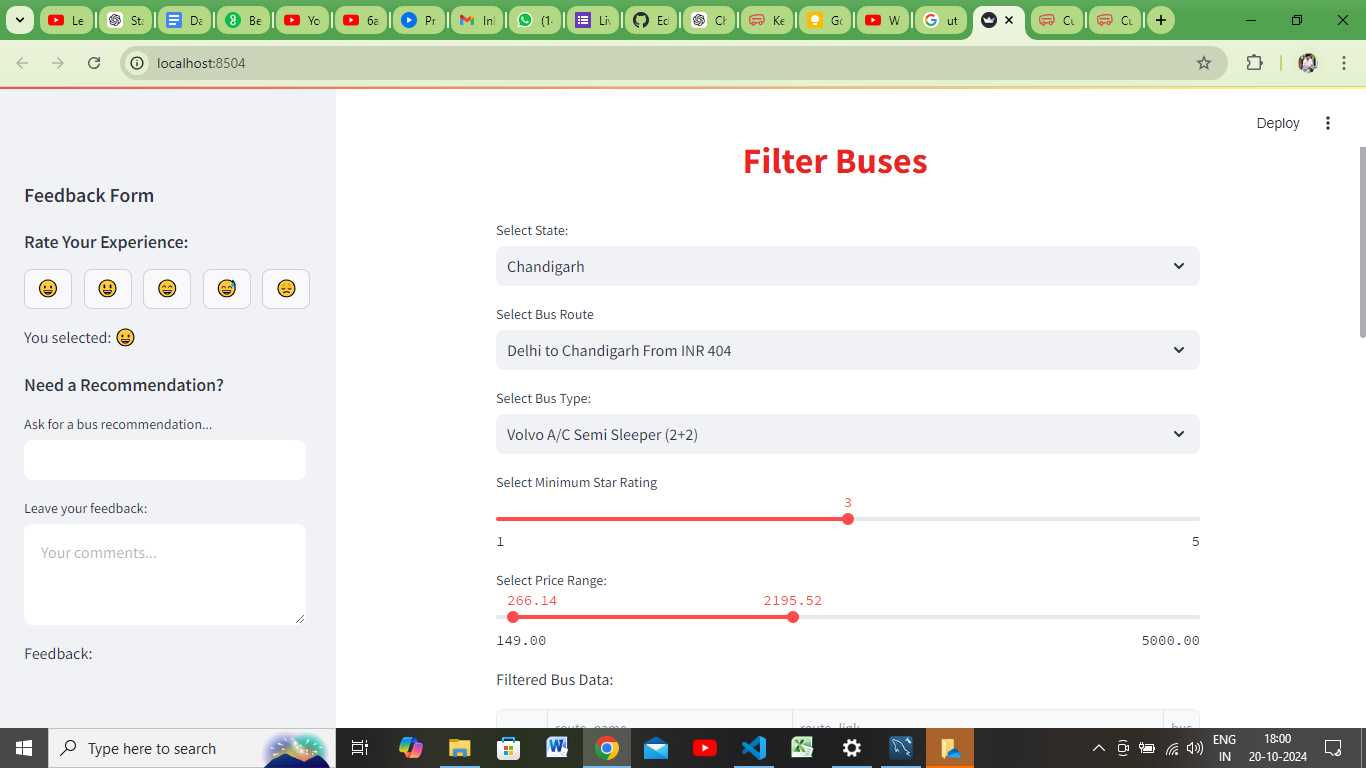 Le
Sta
Da
Be
Yo
6a
Pr
In
(14
Liv
Ed
Ch
Ke
Go
W
ut
Cu
Cu
localhost:8504
Deploy
Filter Buses
Feedback Form
Rate Your Experience:
You selected: 😀
Need a Recommendation?
Ask for a bus recommendation...
Leave your feedback:
Your comments...
Feedback:
Select State:
Chandigarh
Select Bus Route
Delhi to Chandigarh From INR 404
Select Bus Type:
Volvo A/C Semi Sleeper (2+2)
Select Minimum Star Rating
3
1 5
Select Price Range:
266.14 2195.52
149.00 5000.00
Filtered Bus Data:
route_name route_link bus
Type here to search
ENG
IN
18:00
20-10-2024